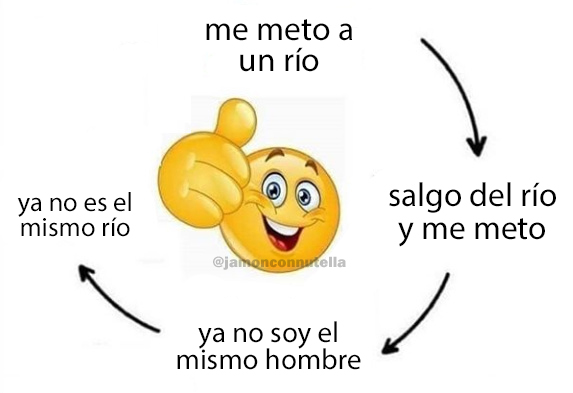 me meto a
un río
salgo del río
y me meto
ya no soy el
mismo hombre
ya no es el
mismo río
@jamonconnutella